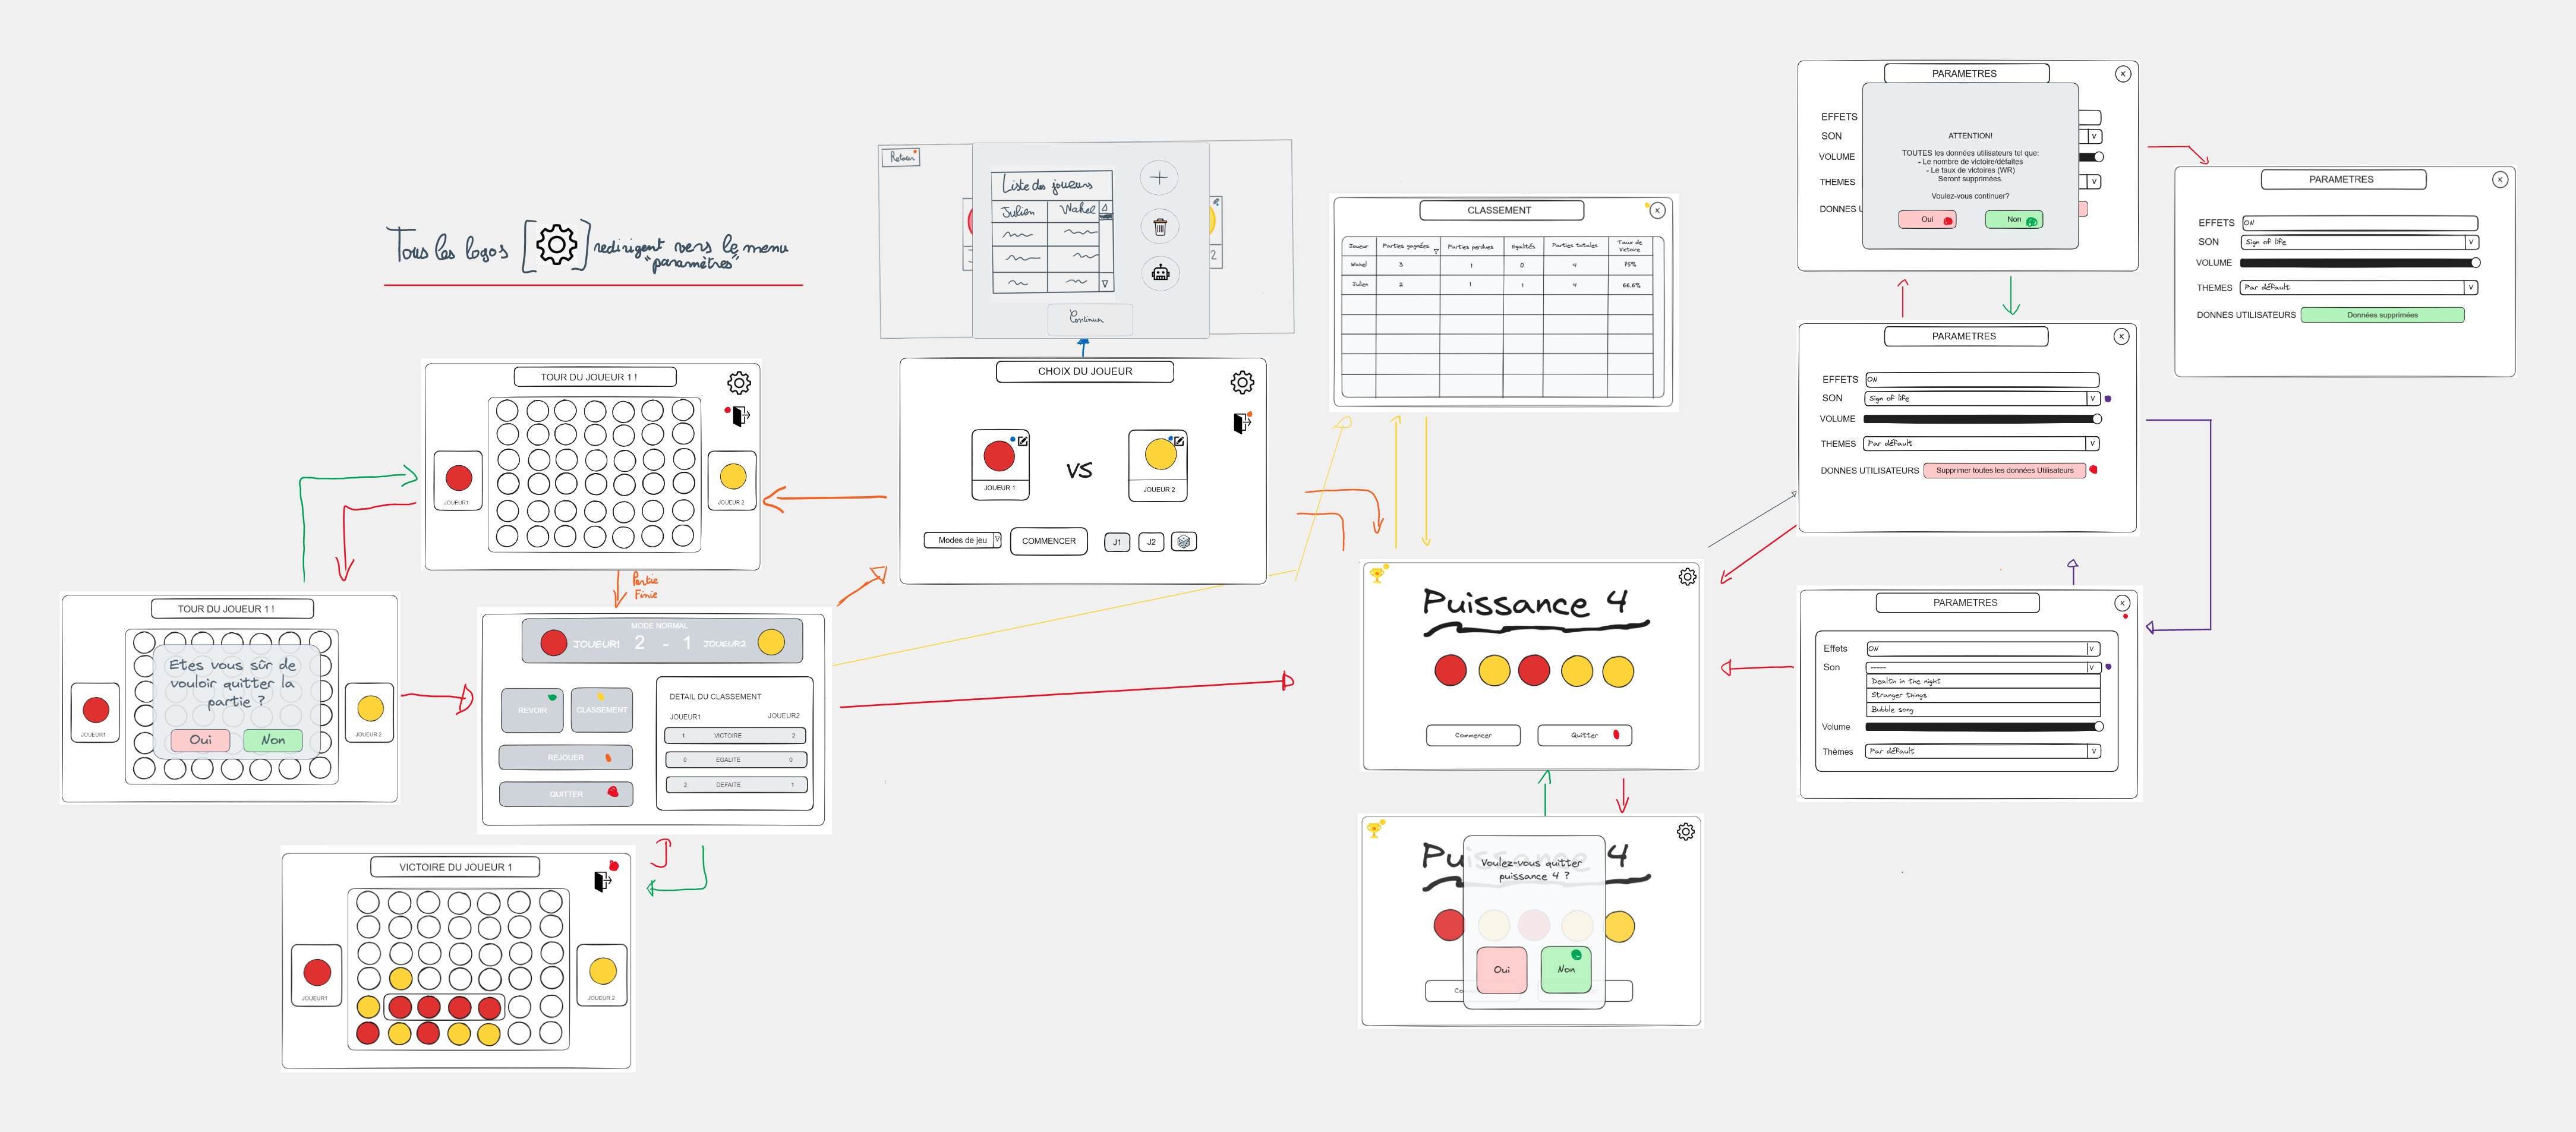 Tous les logos [ ] redirigent vers le menu
"paramètres"
Retour
Liste des joueurs
Julien Wahel
Continuer
2
CLASSEMENT
K
Joueur Parties gagnées Parties perdues Egalités Parties totales Taux de Victoire
Wahel 3 1 0 4 75%
Julien 2 1 1 4 66,6%
PARAMETRES
K
EFFETS
SON
V
VOLUME
THEMES
V
DONNES U
ATTENTION!
TOUTES les données utilisateurs tel que:
- Le nombre de victoire/défaites
- Le taux de victoires (WR)
Seront supprimées.
Voulez-vous continuer?
Oui
Non
PARAMETRES
K
EFFETS ON
SON Sign of life V
VOLUME
THEMES Par défault V
DONNES UTILISATEURS Données supprimées
TOUR DU JOUEUR 1 !
JOUEUR1
JOUEUR 2
CHOIX DU JOUEUR
JOUEUR 1
VS
JOUEUR 2
Modes de jeu
COMMENCER
J1
J2
PARAMETRES
K
EFFETS ON
SON Sign of life V
VOLUME
THEMES Par défault V
DONNES UTILISATEURS Supprimer toutes les données Utilisateurs
Partie
Finie
TOUR DU JOUEUR 1 !
Etes vous sûr de
vouloir quitter la
partie ?
Oui
Non
JOUEUR1
JOUEUR 2
MODE NORMAL
JOUEUR1 2 - 1 JOUEUR2
REVOIR
CLASSEMENT
REJOUER
QUITTER
DETAIL DU CLASSEMENT
JOUEUR1 JOUEUR2
1 VICTOIRE 2
0 EGALITE 0
2 DEFAITE 1
Puissance 4
Commencer
Quitter
PARAMETRES
K
Effets ON V
Son ----- V
Dealth in the night
Stranger things
Bubble song
Volume
Thèmes Par défault V
VICTOIRE DU JOUEUR 1
JOUEUR1
JOUEUR 2
Pu 4
Voulez-vous quitter
puissance 4 ?
Oui
Non
Co